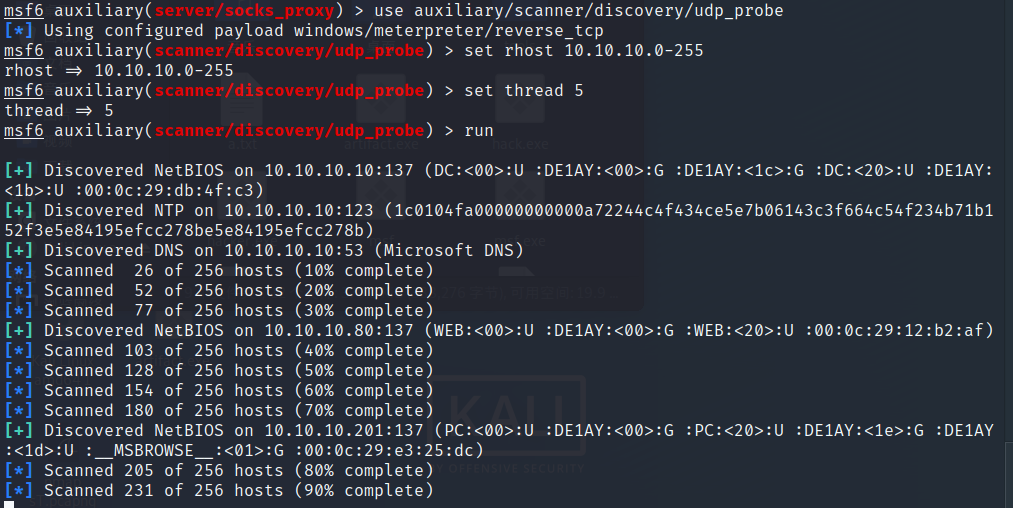 msf6 auxiliary(server/socks_proxy) > use auxiliary/scanner/discovery/udp_probe
[*] Using configured payload windows/meterpreter/reverse_tcp
msf6 auxiliary(scanner/discovery/udp_probe) > set rhost 10.10.10.0-255
rhost ⇒ 10.10.10.0-255
msf6 auxiliary(scanner/discovery/udp_probe) > set thread 5
thread ⇒ 5
msf6 auxiliary(scanner/discovery/udp_probe) > run
[+] Discovered NetBIOS on 10.10.10.10:137 (DC:<00>:U :DE1AY:<00>:G :DE1AY:<1c>:G :DC:<20>:U :DE1AY:
<1b>:U :00:0c:29:db:4f:c3)
[+] Discovered NTP on 10.10.10.10:123 (1c0104fa00000000000a72244c4f434ce5e7b06143c3f664c54f234b71b1
52f3e5e84195efcc278be5e84195efcc278b)
[+] Discovered DNS on 10.10.10.10:53 (Microsoft DNS)
[*] Scanned  26 of 256 hosts (10% complete)
[*] Scanned  52 of 256 hosts (20% complete)
[*] Scanned  77 of 256 hosts (30% complete)
[+] Discovered NetBIOS on 10.10.10.80:137 (WEB:<00>:U :DE1AY:<00>:G :WEB:<20>:U :00:0c:29:12:b2:af)
[*] Scanned 103 of 256 hosts (40% complete)
[*] Scanned 128 of 256 hosts (50% complete)
[*] Scanned 154 of 256 hosts (60% complete)
[*] Scanned 180 of 256 hosts (70% complete)
[+] Discovered NetBIOS on 10.10.10.201:137 (PC:<00>:U :DE1AY:<00>:G :PC:<20>:U :DE1AY:<1e>:G :DE1AY
:<1d>:U :__MSBROWSE__:<01>:G :00:0c:29:e3:25:dc)
[*] Scanned 205 of 256 hosts (80% complete)
[*] Scanned 231 of 256 hosts (90% complete)
a.txt
artifact.exe
hack.exe
KALI
OFFENSIVE SECURITY